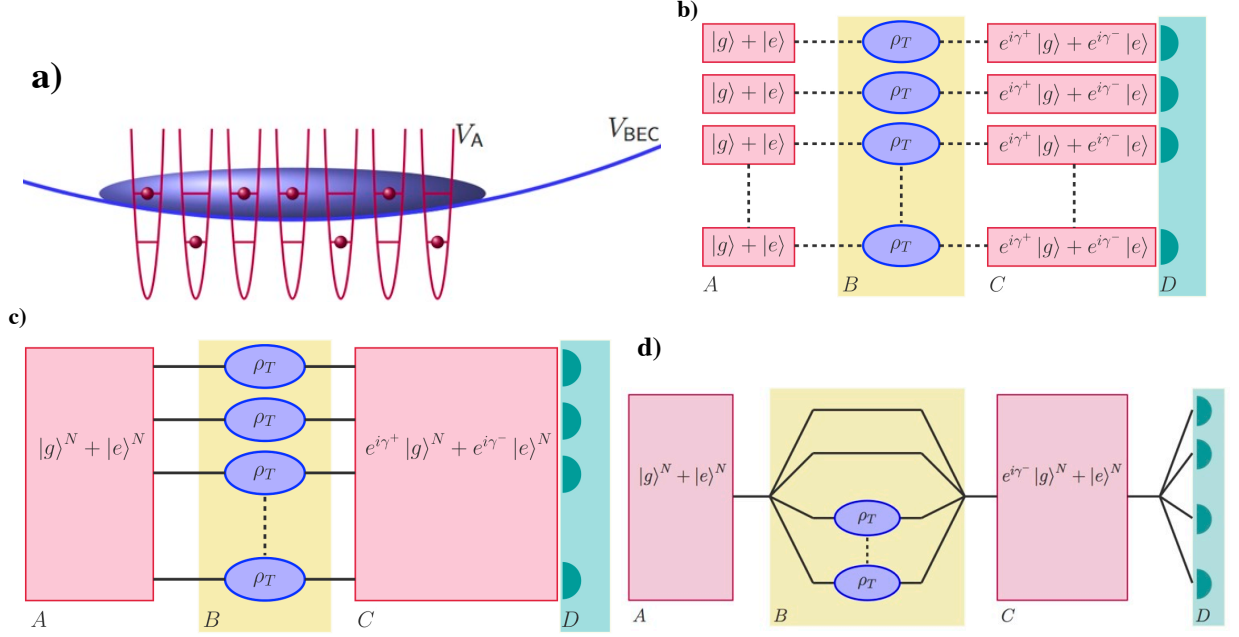 a)
V_A
V_BEC
b)
|g⟩ + |e⟩ ρ_T e^{iγ^+} |g⟩ + e^{iγ^-} |e⟩
|g⟩ + |e⟩ ρ_T e^{iγ^+} |g⟩ + e^{iγ^-} |e⟩
|g⟩ + |e⟩ ρ_T e^{iγ^+} |g⟩ + e^{iγ^-} |e⟩
|g⟩ + |e⟩ ρ_T e^{iγ^+} |g⟩ + e^{iγ^-} |e⟩
A B C D
c)
ρ_T
ρ_T
|g⟩^N + |e⟩^N e^{iγ^+} |g⟩^N + e^{iγ^-} |e⟩^N
ρ_T
ρ_T
A B C D
d)
|g⟩^N + |e⟩^N e^{iγ^-} |g⟩^N + |e⟩^N
ρ_T
ρ_T
A B C D